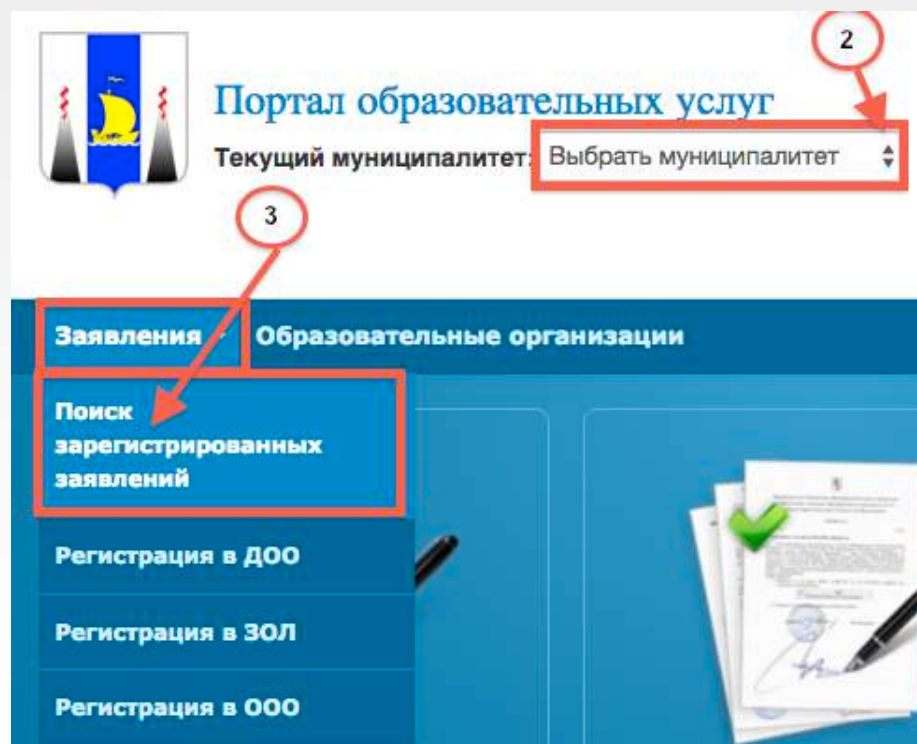 2
Портал образовательных услуг
Текущий муниципалитет: Выбрать муниципалитет
3
Заявления
Образовательные организации
Поиск
зарегистрированных
заявлений
Регистрация в ДОО
Регистрация в ЗОЛ
Регистрация в ООО